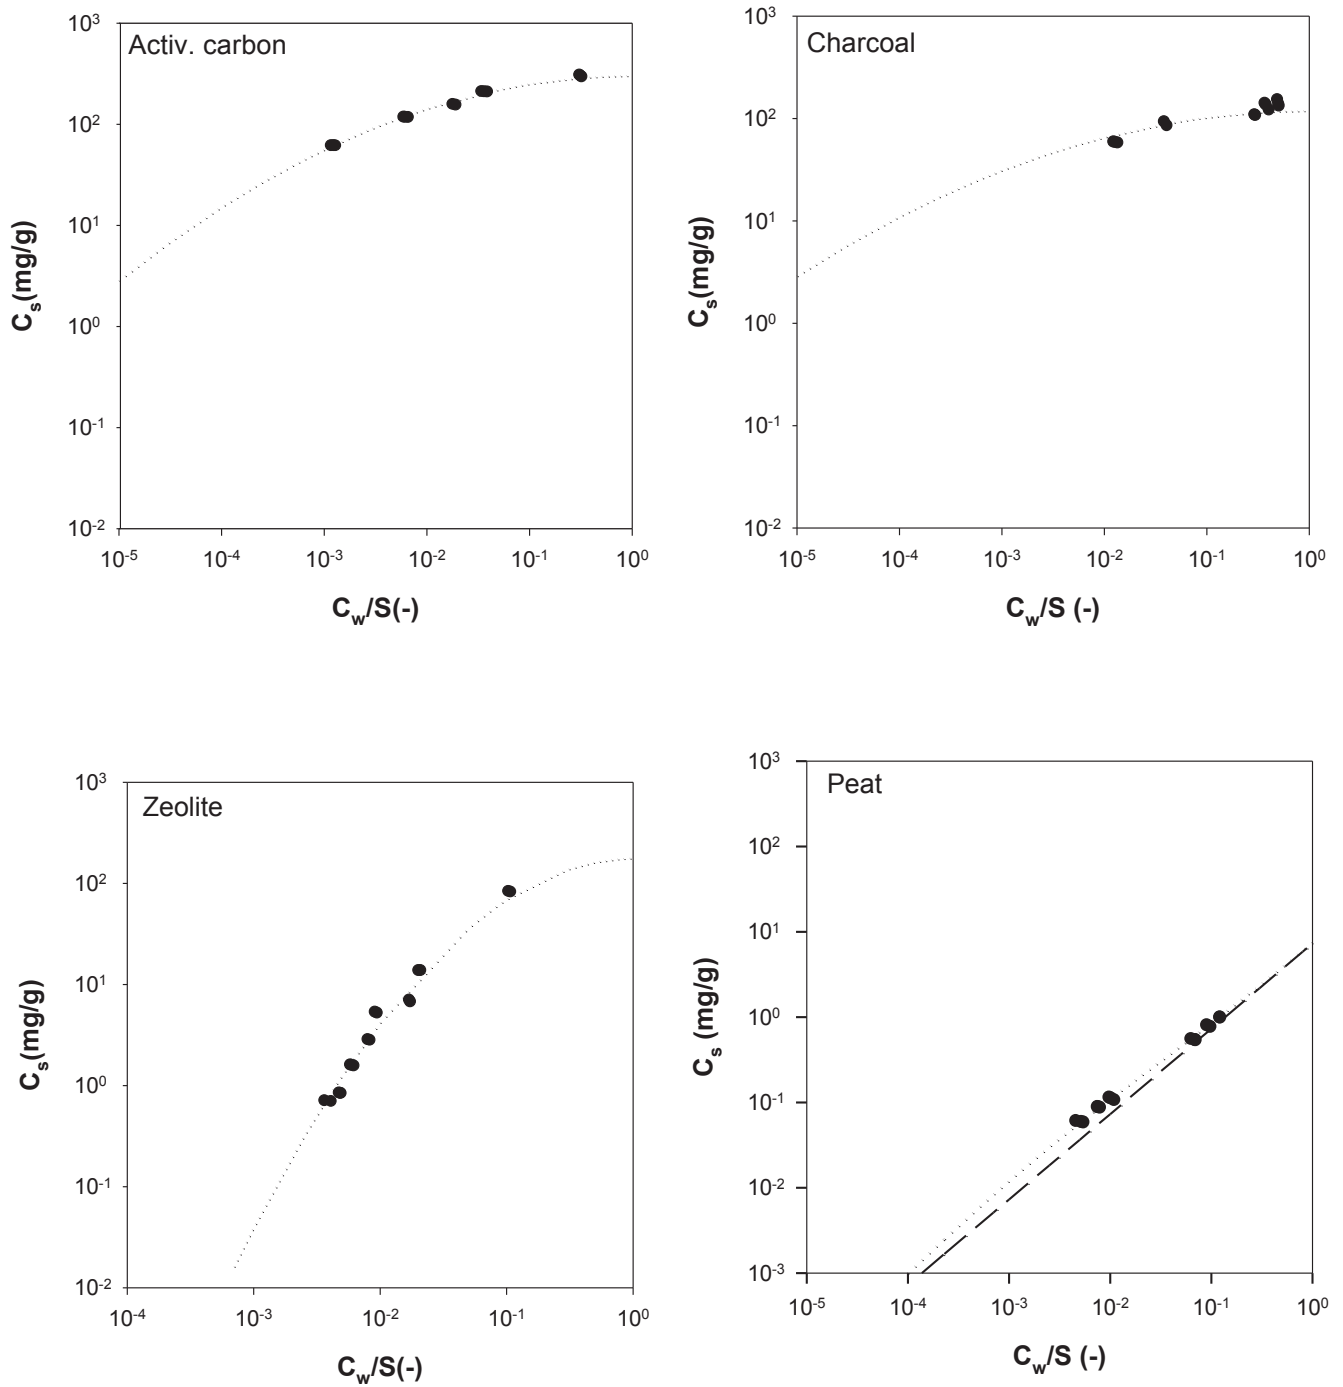 Activ. carbon
10³
10²
10¹
10⁰
10⁻¹
10⁻²
C_s(mg/g)
10⁻⁵ 10⁻⁴ 10⁻³ 10⁻² 10⁻¹ 10⁰
C_w/S(-)
Charcoal
10³
10²
10¹
10⁰
10⁻¹
10⁻²
C_s(mg/g)
10⁻⁵ 10⁻⁴ 10⁻³ 10⁻² 10⁻¹ 10⁰
C_w/S (-)
Zeolite
10³
10²
10¹
10⁰
10⁻¹
10⁻²
C_s(mg/g)
10⁻⁴ 10⁻³ 10⁻² 10⁻¹ 10⁰
C_w/S(-)
Peat
10³
10²
10¹
10⁰
10⁻¹
10⁻²
10⁻³
C_s (mg/g)
10⁻⁵ 10⁻⁴ 10⁻³ 10⁻² 10⁻¹ 10⁰
C_w/S (-)